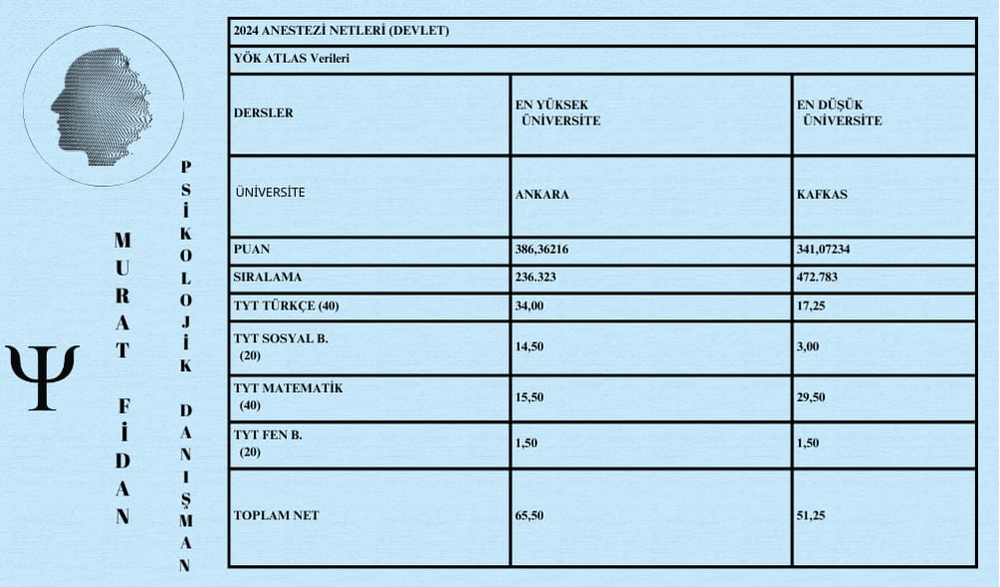 2024 ANESTEZİ NETLERİ (DEVLET)
YÖK ATLAS Verileri
DERSLER
EN YÜKSEK
ÜNİVERSİTE
EN DÜŞÜK
ÜNİVERSİTE
ÜNİVERSİTE
ANKARA
KAFKAS
PUAN
386,36216
341,07234
SIRALAMA
236.323
472.783
TYT TÜRKÇE (40)
34,00
17,25
TYT SOSYAL B.
(20)
14,50
3,00
TYT MATEMATİK
(40)
15,50
29,50
TYT FEN B.
(20)
1,50
1,50
TOPLAM NET
65,50
51,25
MURAT FİDAN
PSİKOLOJİK DANIŞMAN
Ψ